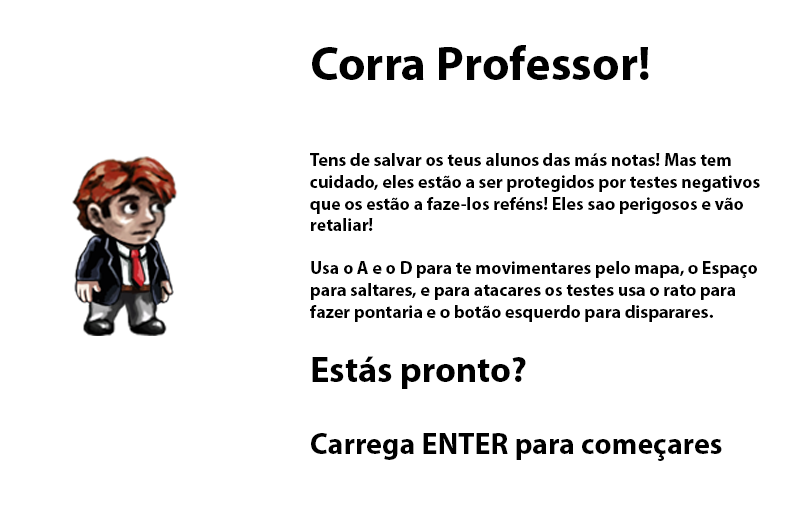 Corra Professor!
Tens de salvar os teus alunos das más notas! Mas tem
cuidado, eles estão a ser protegidos por testes negativos
que os estão a faze-los reféns! Eles sao perigosos e vão
retaliar!
Usa o A e o D para te movimentares pelo mapa, o Espaço
para saltares, e para atacares os testes usa o rato para
fazer pontaria e o botão esquerdo para disparares.
Estás pronto?
Carrega ENTER para começares